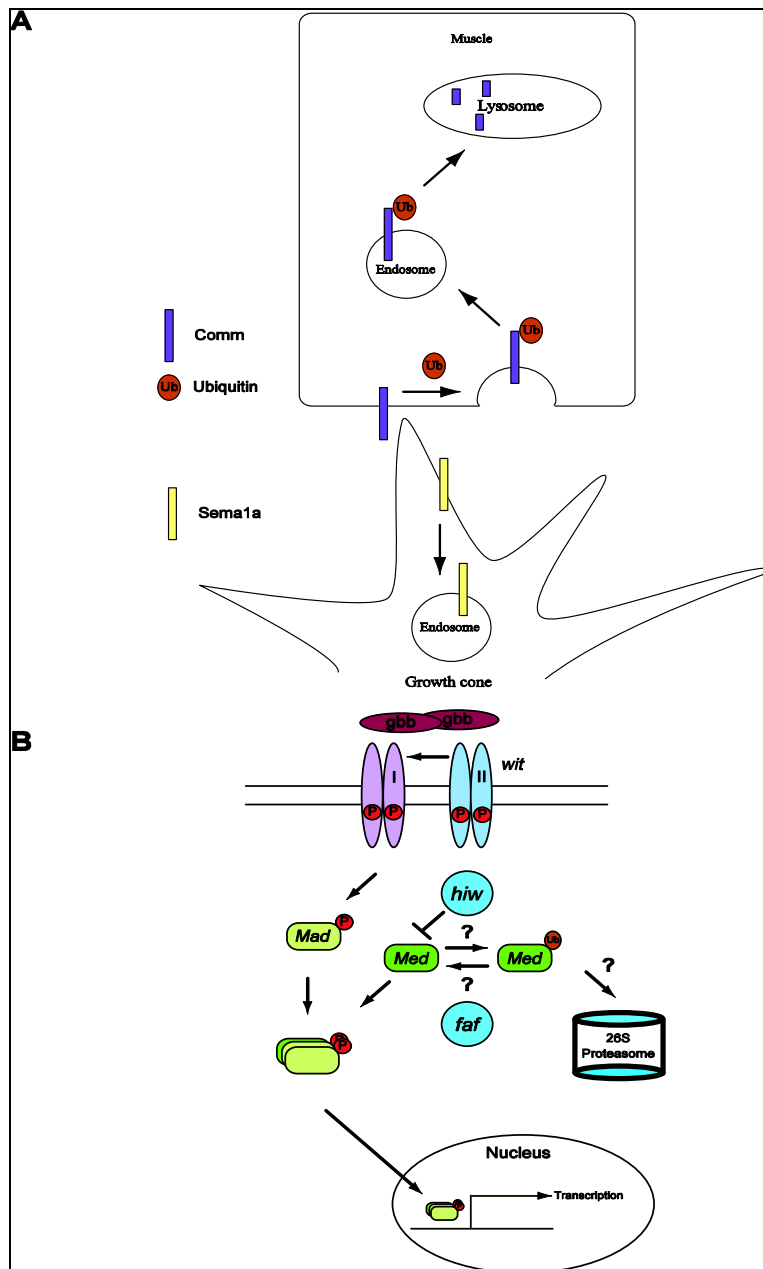 A
Muscle
Lysosome
Ub
Endosome
Ub
Ub
Comm
Ub Ubiquitin
Sema1a
Endosome
Growth cone
gbb gbb
B
wit
I II
P P P P
hiw
P
Mad
?
Med Med
Ub
?
?
faf
26S
Proteasome
P
P
Nucleus
Transcription